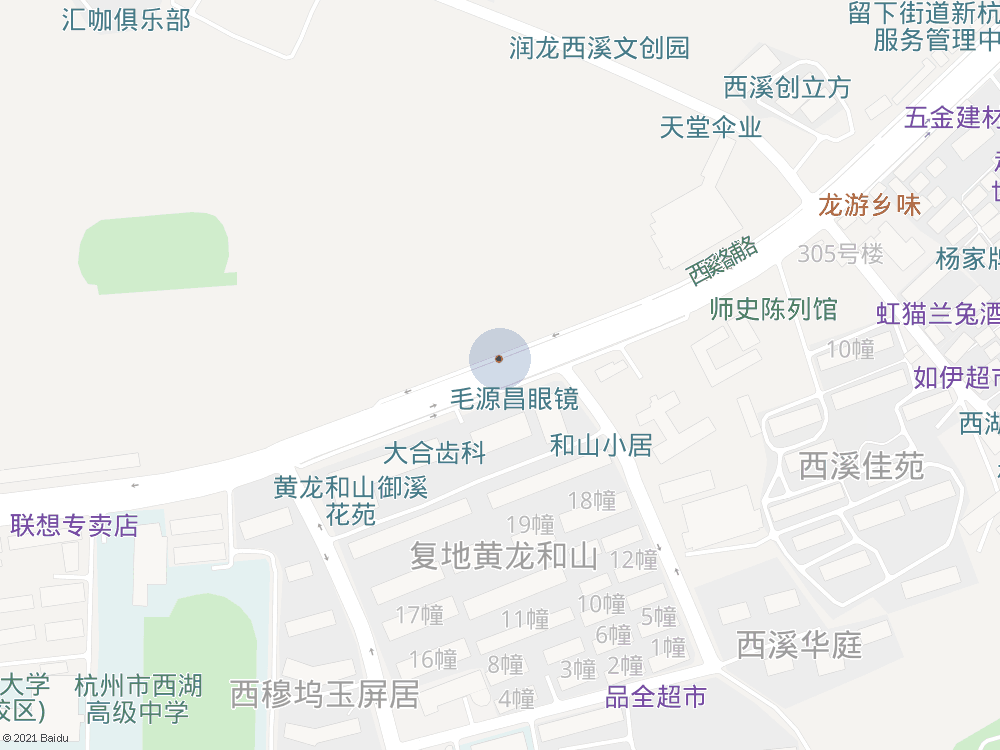 汇咖俱乐部
留下街道新杭
服务管理中
润龙西溪文创园
西溪创立方
天堂伞业
五金建材
龙游乡味
305号楼
杨家牌
西溪路辅路
师史陈列馆
虹猫兰兔酒
10幢
如伊超市
毛源昌眼镜
西湖
大合齿科
和山小居
西溪佳苑
黄龙和山御溪
花苑
18幢
联想专卖店
19幢
复地黄龙和山
12幢
17幢
11幢
10幢
5幢
6幢
1幢
西溪华庭
16幢
8幢
3幢
2幢
大学
校区)
杭州市西湖
高级中学
西穆坞玉屏居
4幢
品全超市
© 2021 Baidu